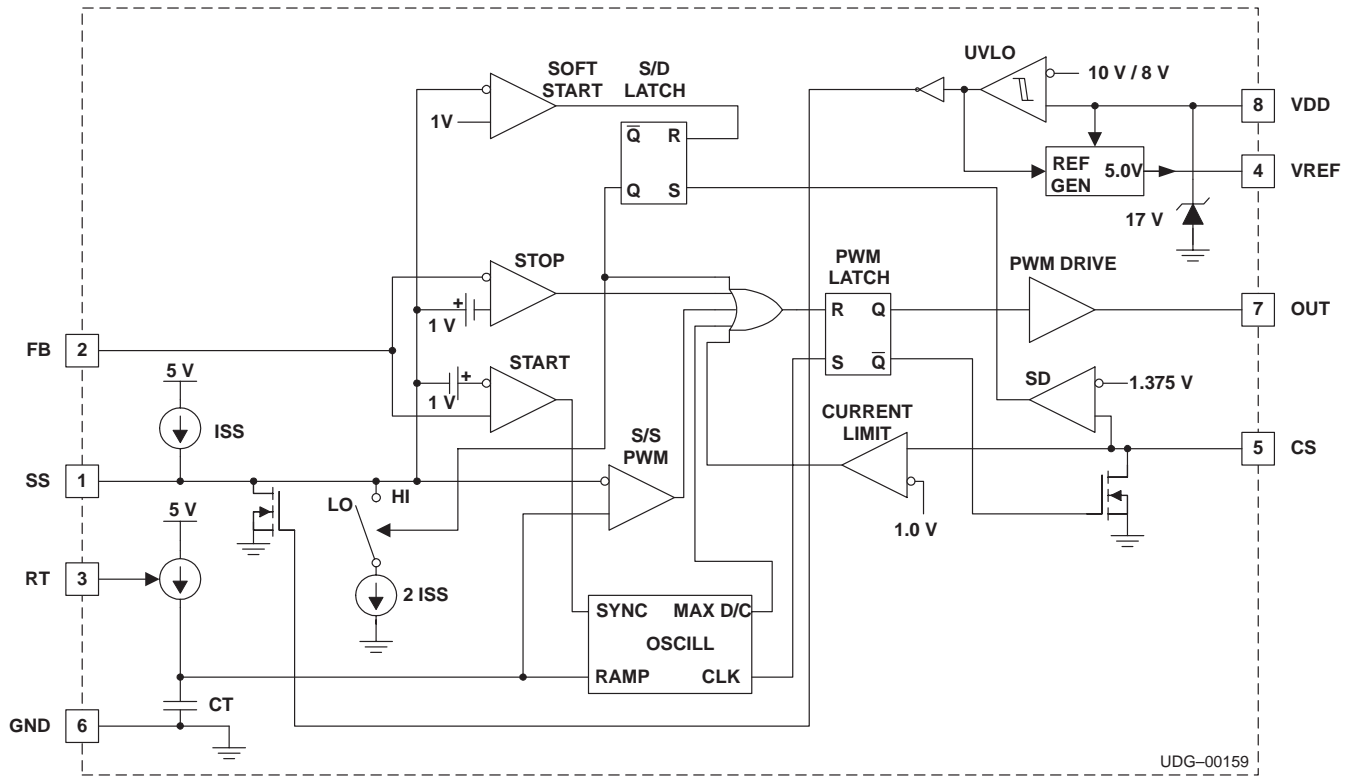 UVLO
SOFT
START
S/D
LATCH
10 V / 8 V
1V
Q R
Q S
8 VDD
REF
GEN
5.0V
4 VREF
17 V
STOP
1 V
PWM
LATCH
PWM DRIVE
R Q
S Q
7 OUT
FB 2
START
1 V
SD
1.375 V
5 V
ISS
CURRENT
LIMIT
S/S
PWM
5 CS
SS 1
LO
HI
1.0 V
5 V
RT 3
2 ISS
SYNC MAX D/C
OSCILL
RAMP CLK
CT
GND 6
UDG–00159